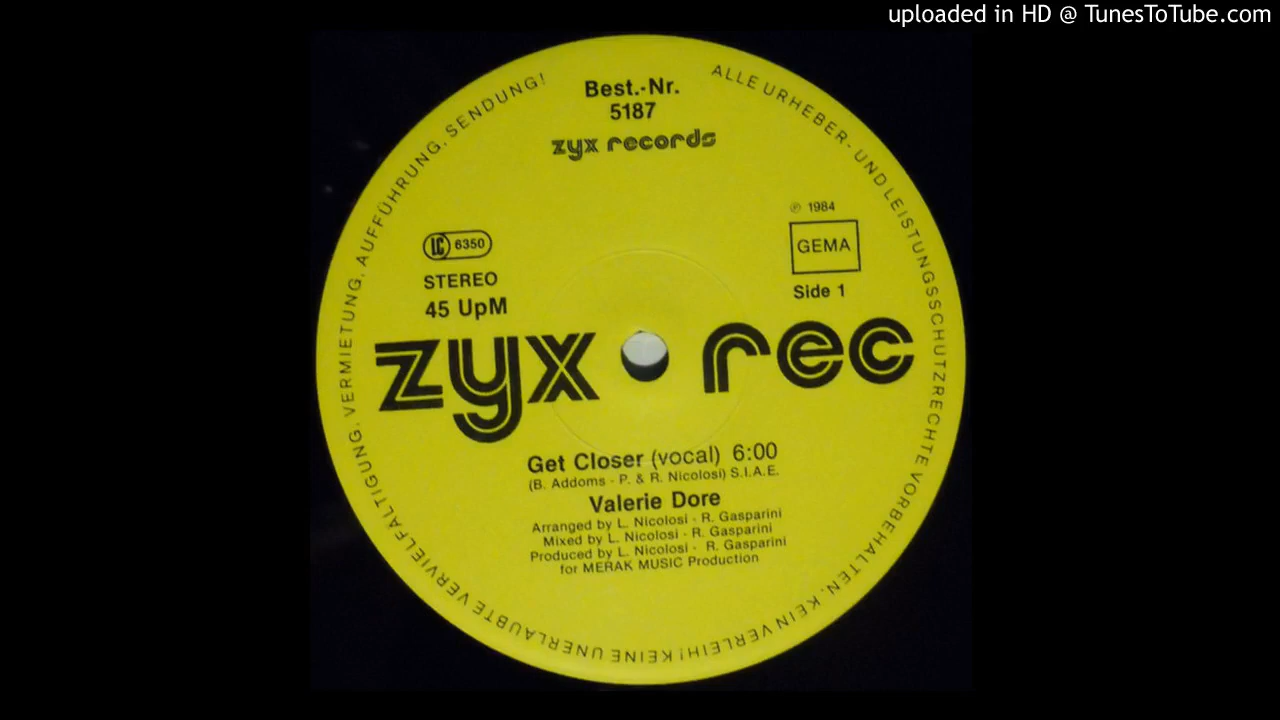 uploaded in HD @ TunesToTube.com
ALLE URHEBER- UND LEISTUNGSSCHUTZRECHTE VORBEHALTEN. KEIN VERLEIH! KEINE UNERLAUBTE VERVIELFÄLTIGUNG, VERMIETUNG, AUFFÜHRUNG, SENDUNG!
Best.-Nr.
5187
zyx records
℗ 1984
LC 6350
GEMA
STEREO
Side 1
45 UpM
zyx rec
Get Closer (vocal) 6:00
(B. Addoms - P. & R. Nicolosi) S.I.A.E.
Valerie Dore
Arranged by L. Nicolosi - R. Gasparini
Mixed by L. Nicolosi - R. Gasparini
Produced by L. Nicolosi - R. Gasparini
for MERAK MUSIC Production